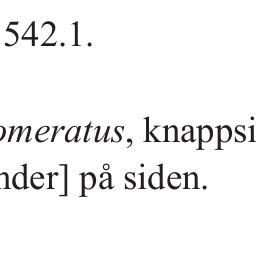 542.1.
omeratus, knappsi
nder] på siden.